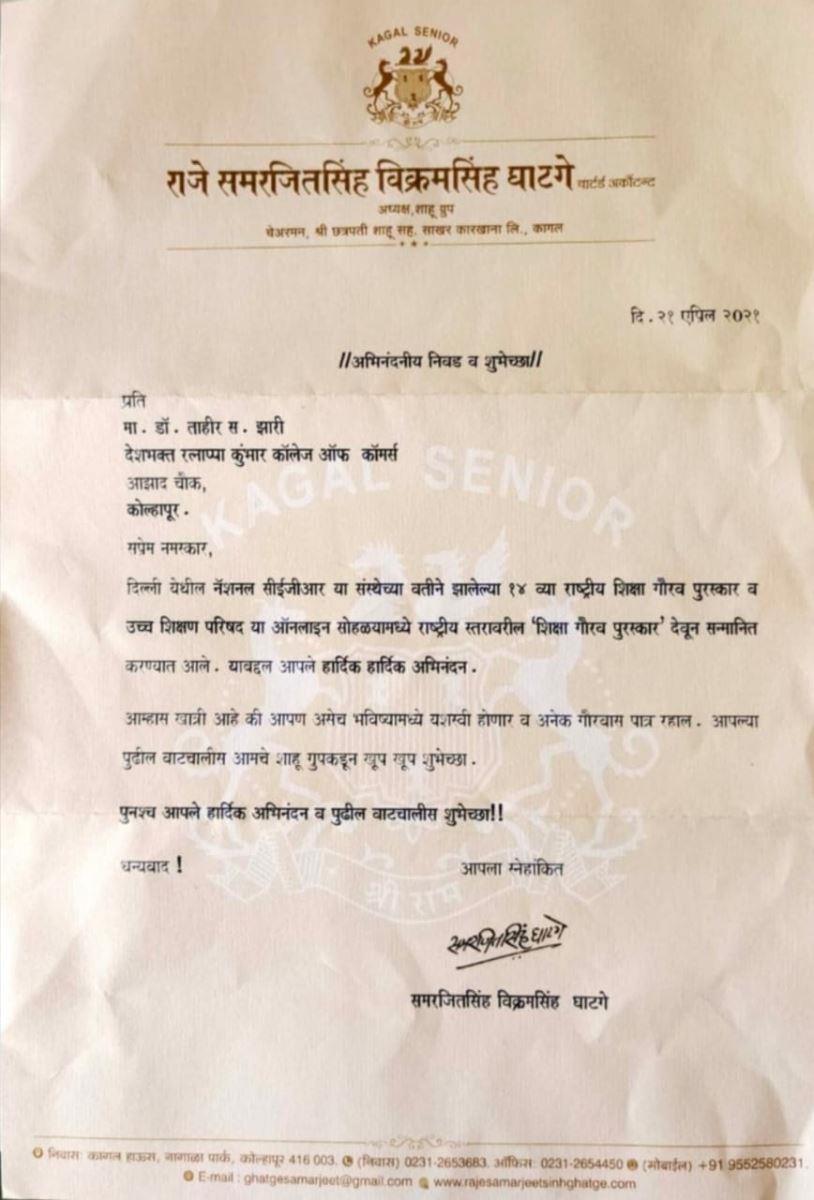 KAGAL SENIOR
राजे समरजितसिंह विक्रमसिंह घाटगे चार्टर्ड अकौंटन्ट
अध्यक्ष, शाहू ग्रुप
चेअरमन, श्री छत्रपती शाहू सह. साखर कारखाना लि., कागल
दि.२१ एप्रिल २०२१
//अभिनंदनीय निवड व शुभेच्छा//
प्रति
मा. डॉ. ताहीर स. झारी
देशभक्त रत्नाप्पा कुंभार कॉलेज ऑफ कॉमर्स
आझाद चौक,
कोल्हापूर.
सप्रेम नमस्कार,
दिल्ली येथील नॅशनल सीईजीआर या संस्थेच्या वतीने झालेल्या १४ व्या राष्ट्रीय शिक्षा गौरव पुरस्कार व
उच्च शिक्षण परिषद या ऑनलाइन सोहळयामध्ये राष्ट्रीय स्तरावरील ‘शिक्षा गौरव पुरस्कार’ देवून सन्मानित
करण्यात आले. याबद्दल आपले हार्दिक हार्दिक अभिनंदन.
आम्हास खात्री आहे की आपण असेच भविष्यामध्ये यशस्वी होणार व अनेक गौरवास पात्र रहाल. आपल्या
पुढील वाटचालीस आमचे शाहू ग्रुपकडून खूप खूप शुभेच्छा.
पुनश्च आपले हार्दिक अभिनंदन व पुढील वाटचालीस शुभेच्छा!!
धन्यवाद ! आपला स्नेहांकित
समरजितसिंह घाटगे
समरजितसिंह विक्रमसिंह घाटगे
KAGAL SENIOR
श्री राम
निवास: कागल हाऊस, नागाळा पार्क, कोल्हापूर 416 003. (निवास) 0231-2653683. ऑफिस: 0231-2654450 (मोबाईल) +91 9552580231.
E-mail : ghatgesamarjeet@gmail.com www.rajesamarjeetsinhghatge.com